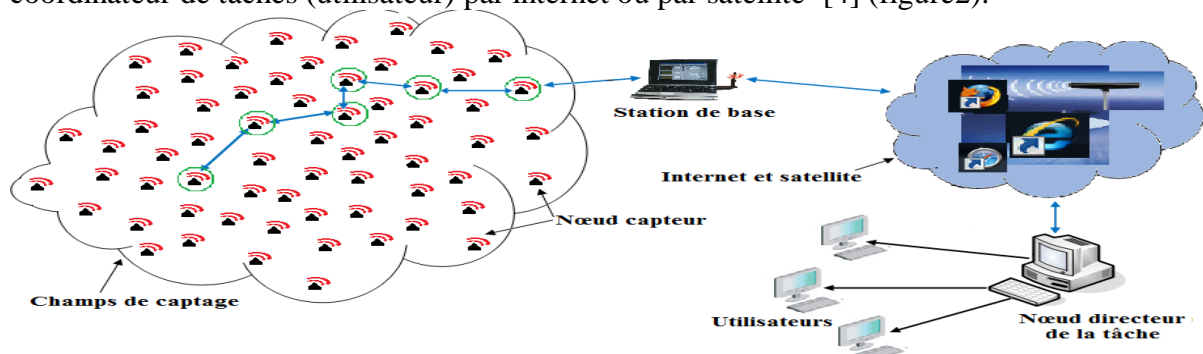 coordinateur de tâches (utilisateur) par internet ou par satellite [4] (figure2).
Station de base
Internet et satellite
Nœud capteur
Champs de captage
Utilisateurs
Nœud directeur
de la tâche